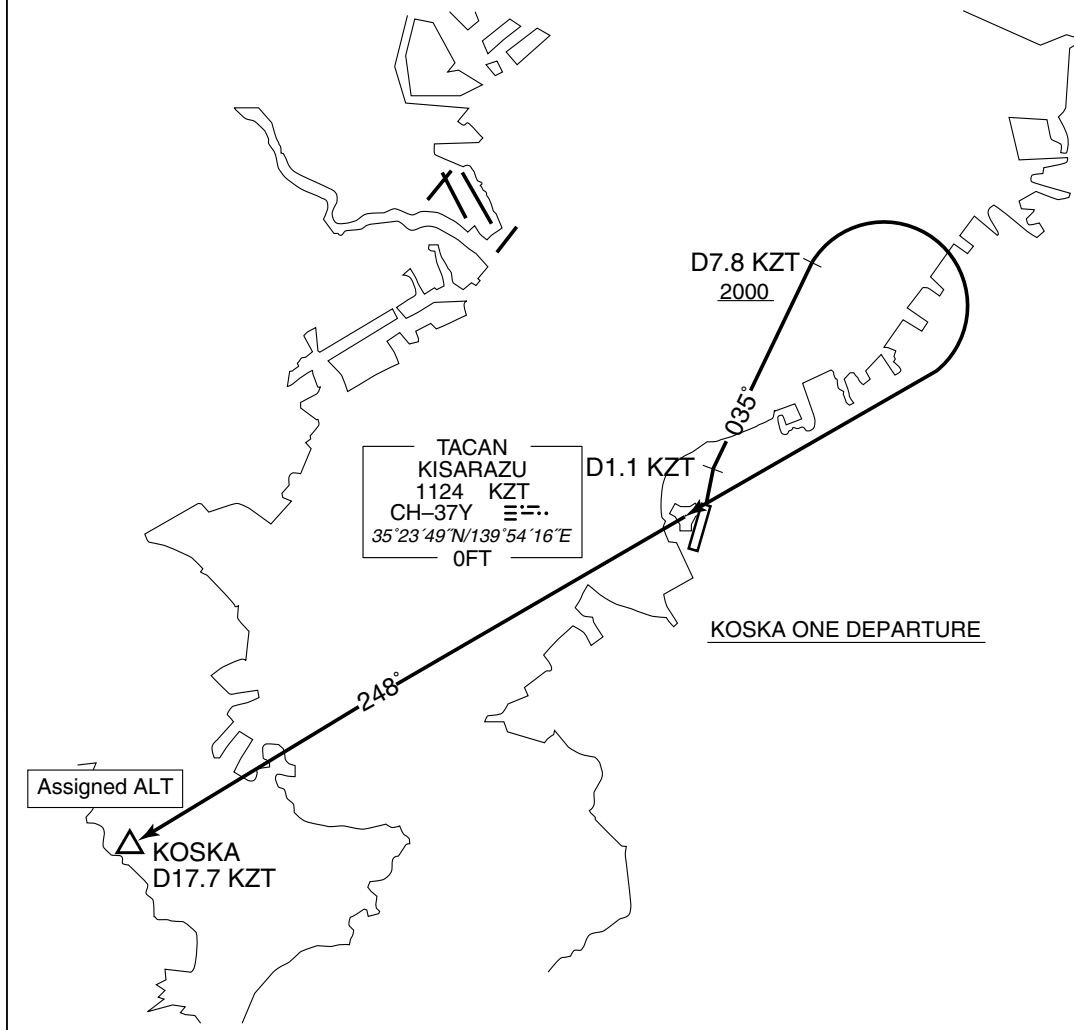 D7.8 KZT
2000
035°
TACAN
KISARAZU
1124 KZT
CH–37Y
35°23´49˝N/139°54´16˝E
0FT
D1.1 KZT
KOSKA ONE DEPARTURE
248°
Assigned ALT
KOSKA
D17.7 KZT